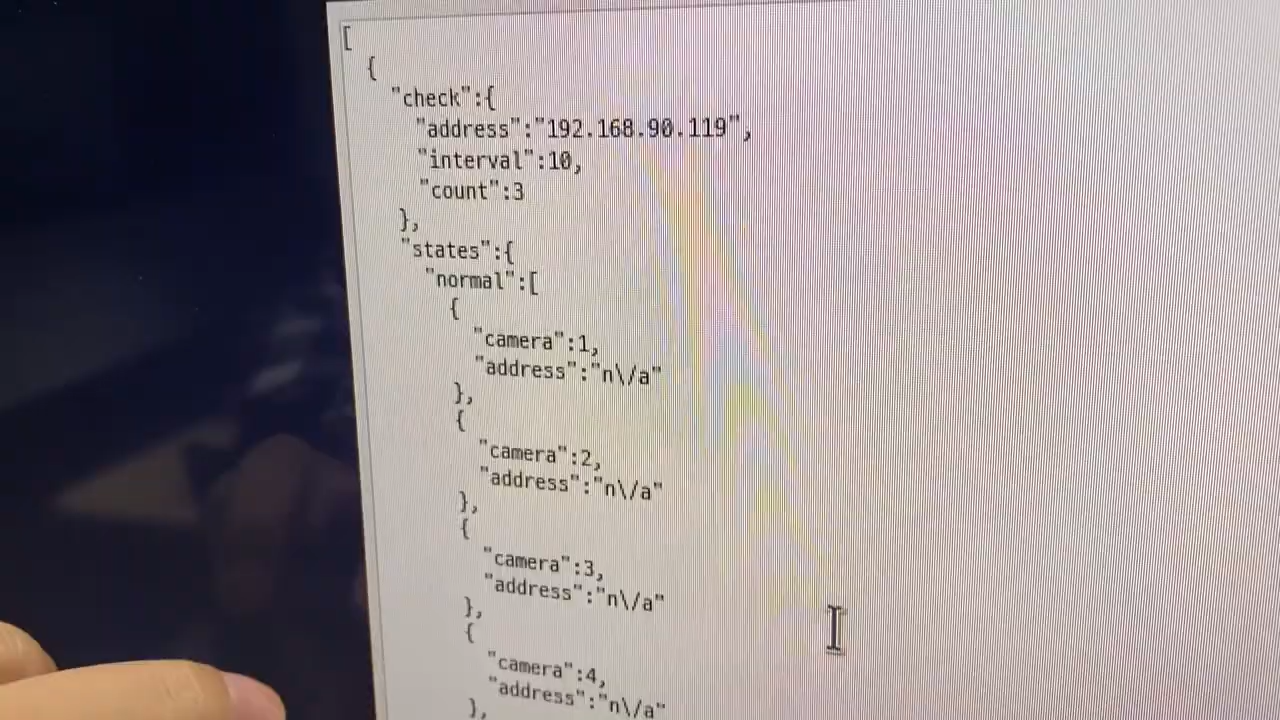 [
{
"check":{
"address":"192.168.90.119",
"interval":10,
"count":3
},
"states":{
"normal":[
{
"camera":1,
"address":"n\/a"
},
{
"camera":2,
"address":"n\/a"
},
{
"camera":3,
"address":"n\/a"
},
{
"camera":4,
"address":"n\/a"
},